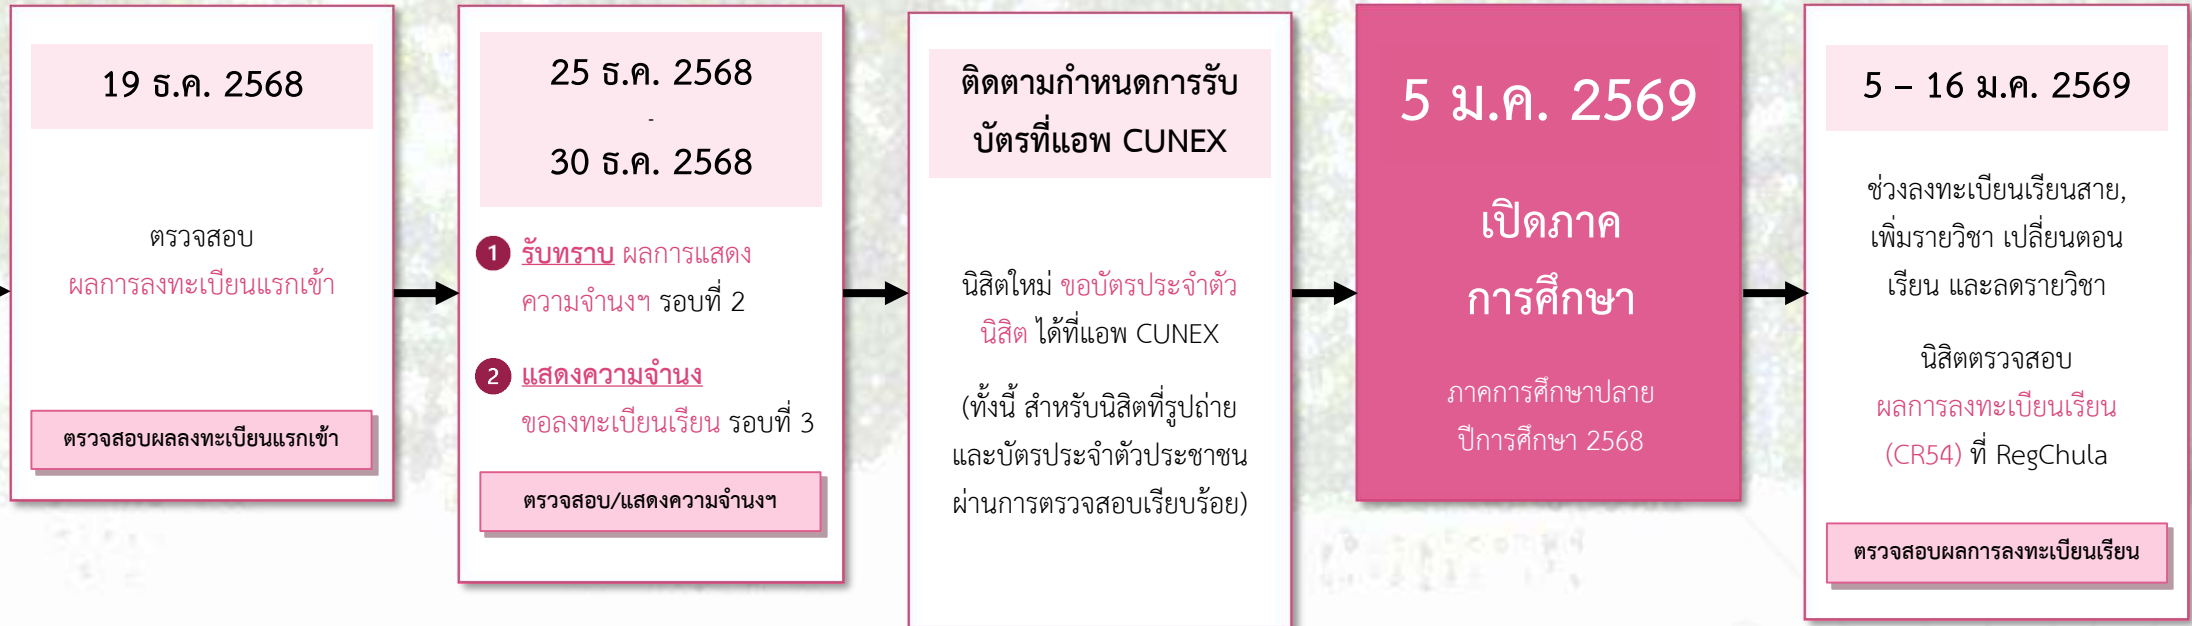 19 ธ.ค. 2568
ตรวจสอบ
ผลการลงทะเบียนแรกเข้า
ตรวจสอบผลลงทะเบียนแรกเข้า
25 ธ.ค. 2568
-
30 ธ.ค. 2568
1 รับทราบ ผลการแสดง
ความจำนงฯ รอบที่ 2
2 แสดงความจำนง
ขอลงทะเบียนเรียน รอบที่ 3
ตรวจสอบ/แสดงความจำนงฯ
ติดตามกำหนดการรับ
บัตรที่แอพ CUNEX
นิสิตใหม่ ขอบัตรประจำตัว
นิสิต ได้ที่แอพ CUNEX
(ทั้งนี้ สำหรับนิสิตที่รูปถ่าย
และบัตรประจำตัวประชาชน
ผ่านการตรวจสอบเรียบร้อย)
5 ม.ค. 2569
เปิดภาค
การศึกษา
ภาคการศึกษาปลาย
ปีการศึกษา 2568
5 – 16 ม.ค. 2569
ช่วงลงทะเบียนเรียนสาย,
เพิ่มรายวิชา เปลี่ยนตอน
เรียน และลดรายวิชา
นิสิตตรวจสอบ
ผลการลงทะเบียนเรียน
(CR54) ที่ RegChula
ตรวจสอบผลการลงทะเบียนเรียน